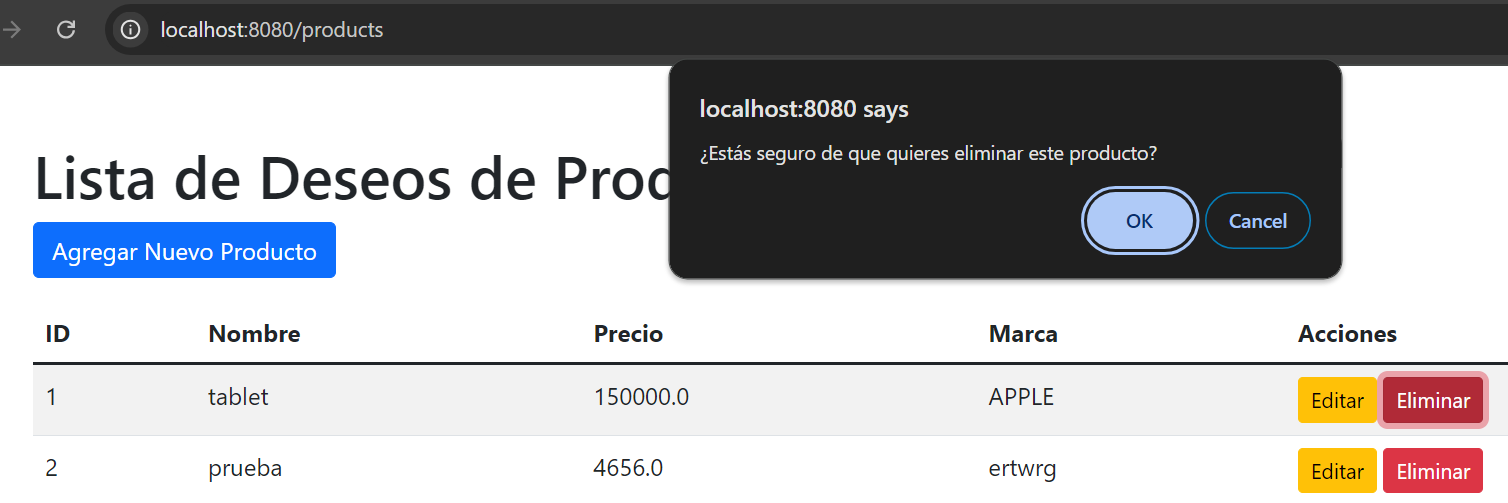 localhost:8080/products
localhost:8080 says
¿Estás seguro de que quieres eliminar este producto?
OK Cancel
Lista de Deseos de Prod
Agregar Nuevo Producto
ID Nombre Precio Marca Acciones
1 tablet 150000.0 APPLE Editar Eliminar
2 prueba 4656.0 ertwrg Editar Eliminar